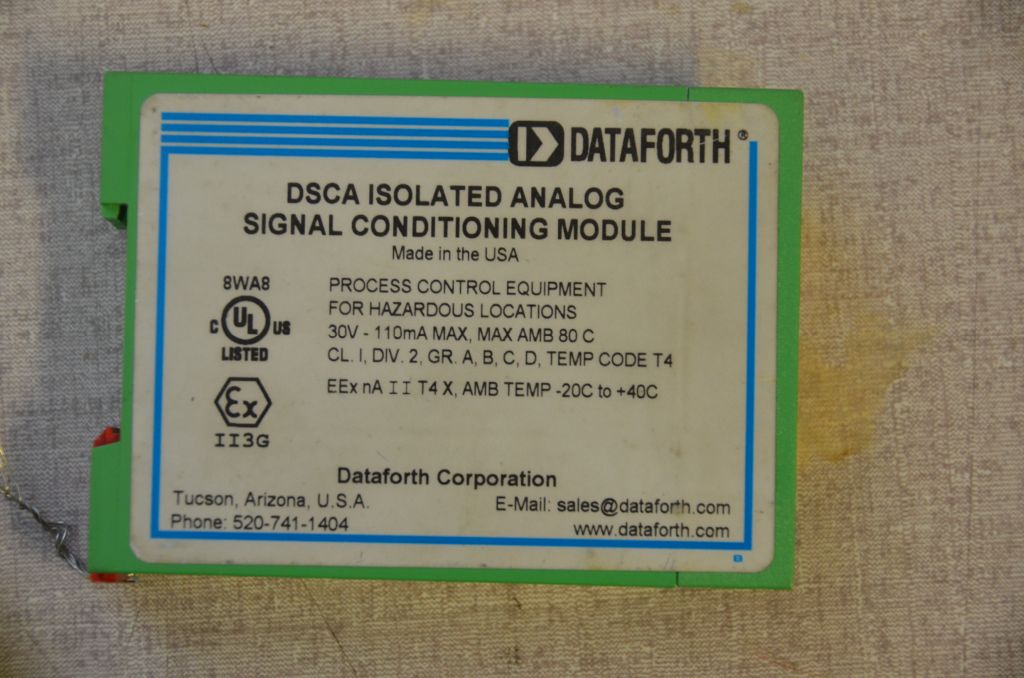 DATAFORTH®
DSCA ISOLATED ANALOG
SIGNAL CONDITIONING MODULE
Made in the USA
8WA8
C UL US
LISTED
PROCESS CONTROL EQUIPMENT
FOR HAZARDOUS LOCATIONS
30V - 110mA MAX, MAX AMB 80 C
CL. I, DIV. 2, GR. A, B, C, D, TEMP CODE T4
EEx nA I I T4 X, AMB TEMP -20C to +40C
Ex
II3G
Dataforth Corporation
Tucson, Arizona, U.S.A.
Phone: 520-741-1404
E-Mail: sales@dataforth.com
www.dataforth.com